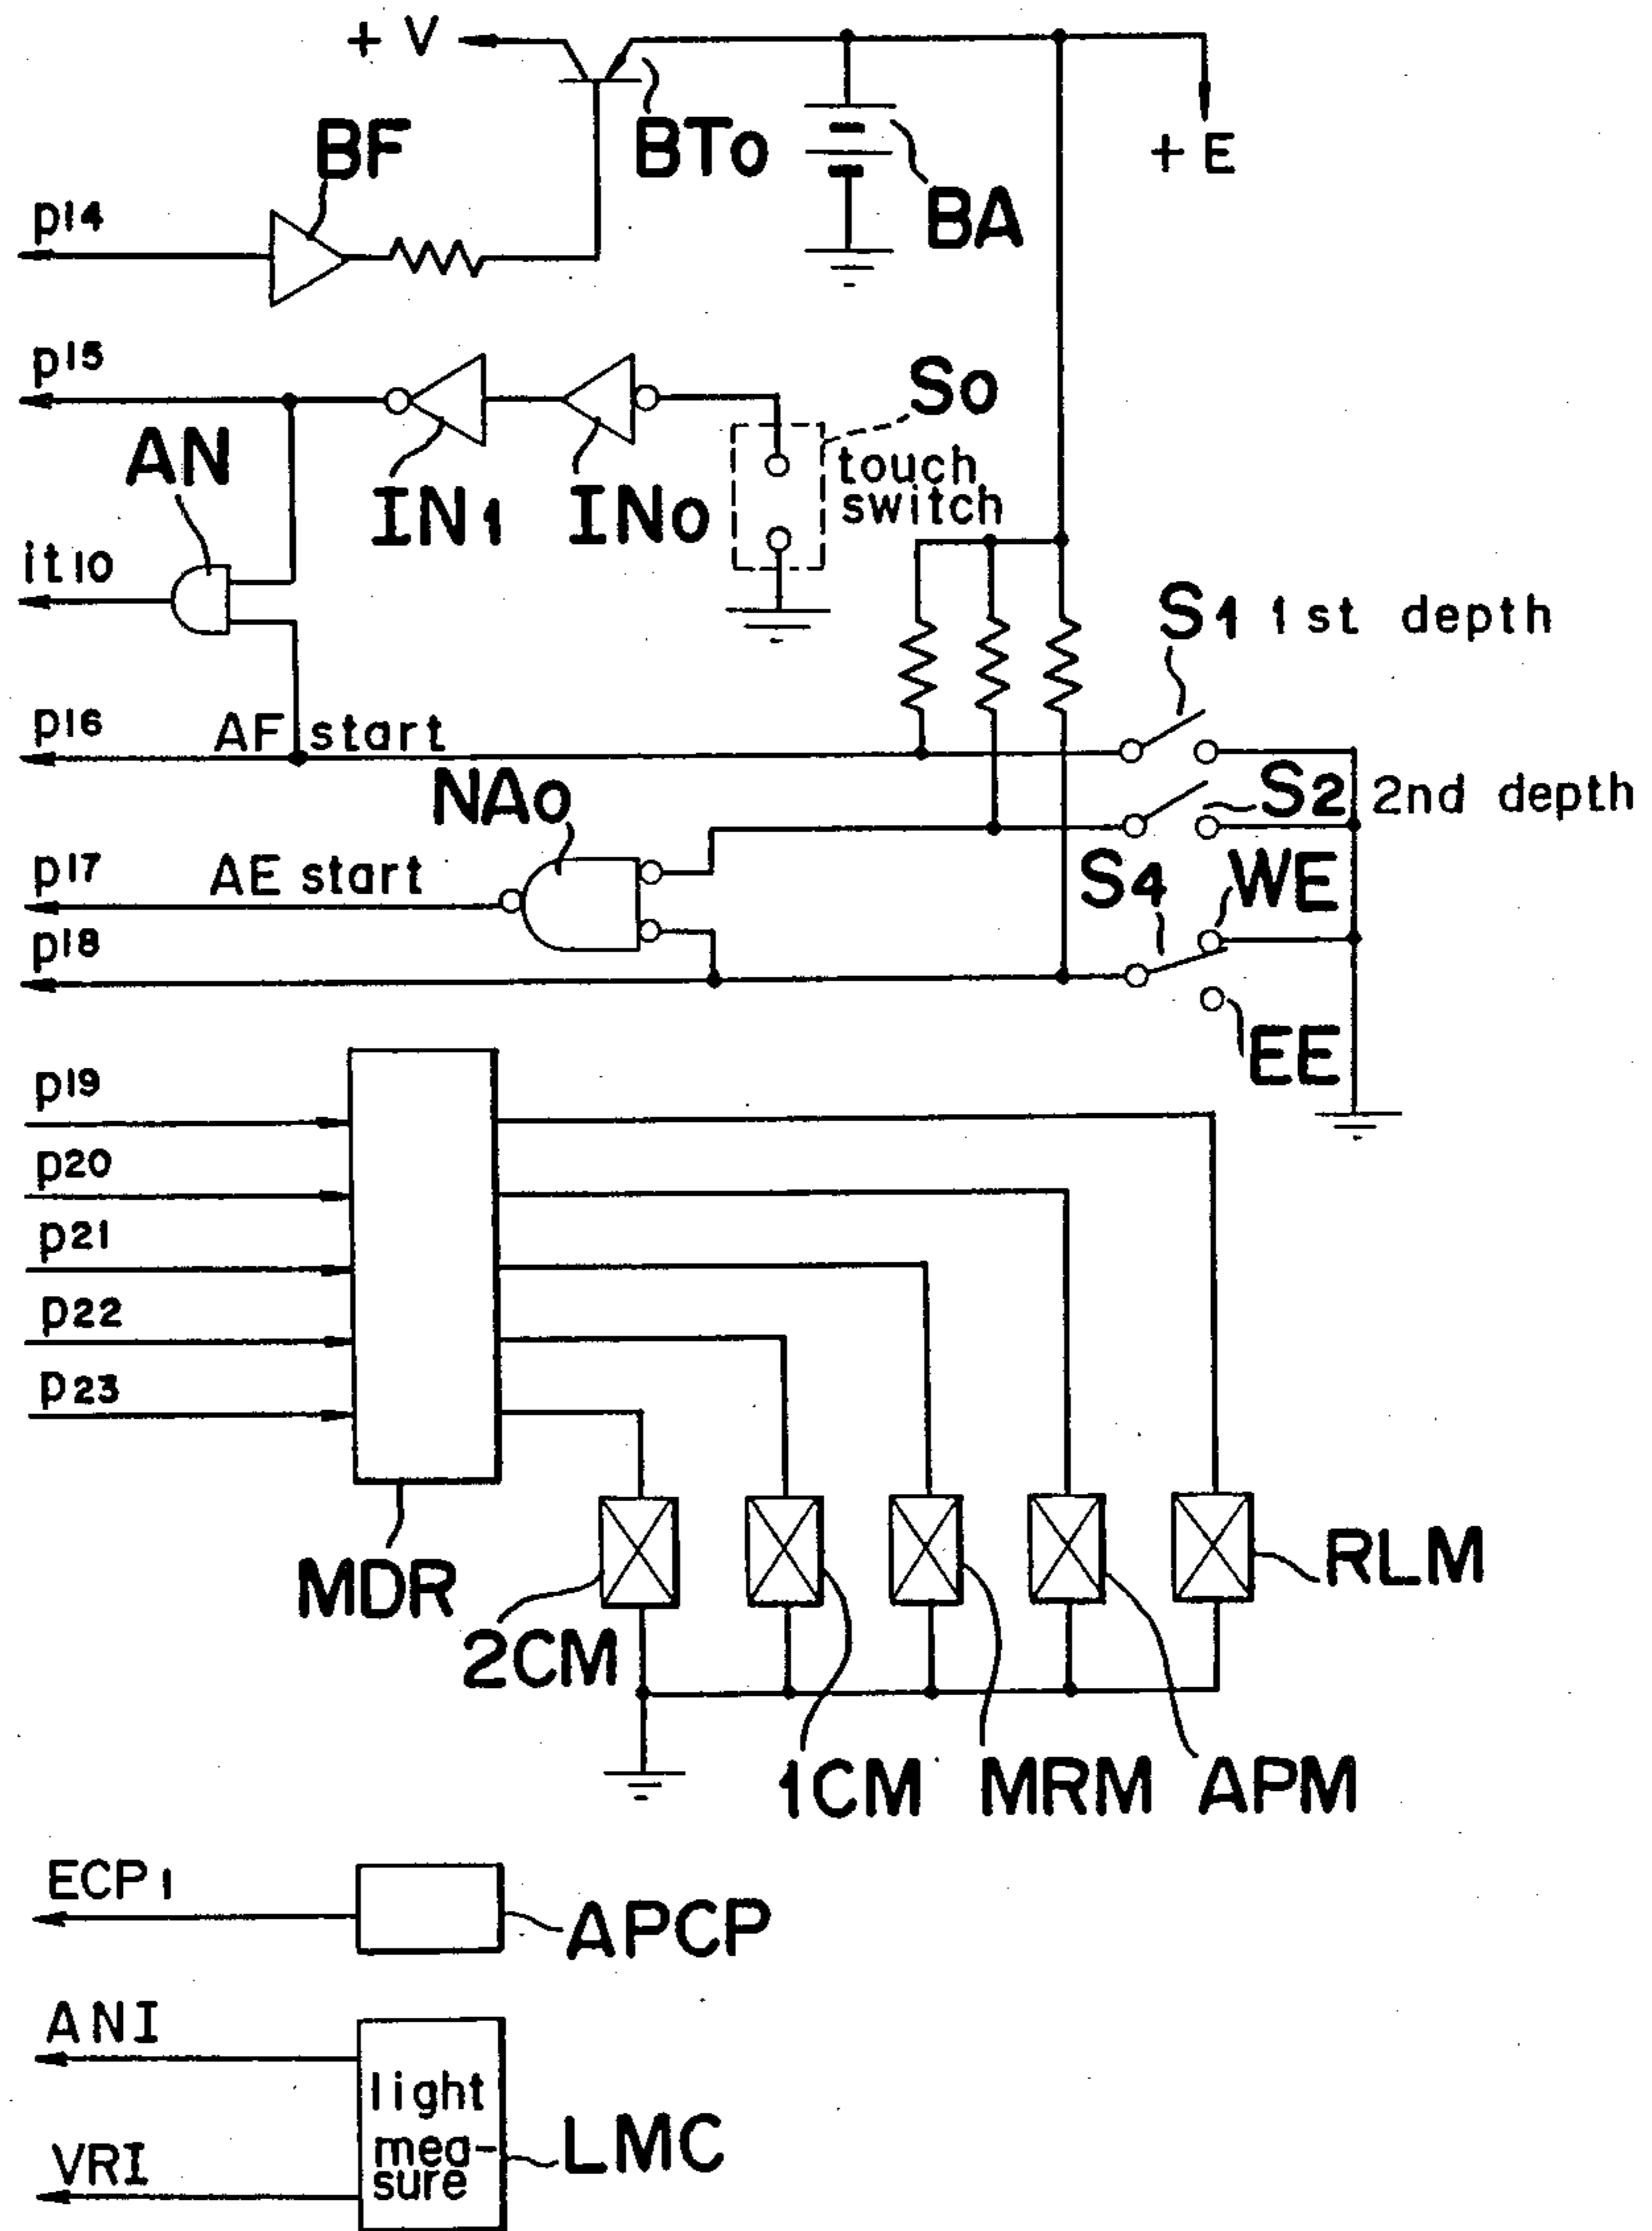 + V
BF
BTo
+ E
BA
p14
p15
So
AN
touch
switch
IN1
INo
it10
S1 1st depth
p16
AF start
S2 2nd depth
NAo
p17
AE start
S4
WE
p18
EE
p19
p20
p21
p22
p23
MDR
RLM
2CM
1CM
MRM
APM
ECP1
APCP
ANI
light
mea-
sure
LMC
VRI